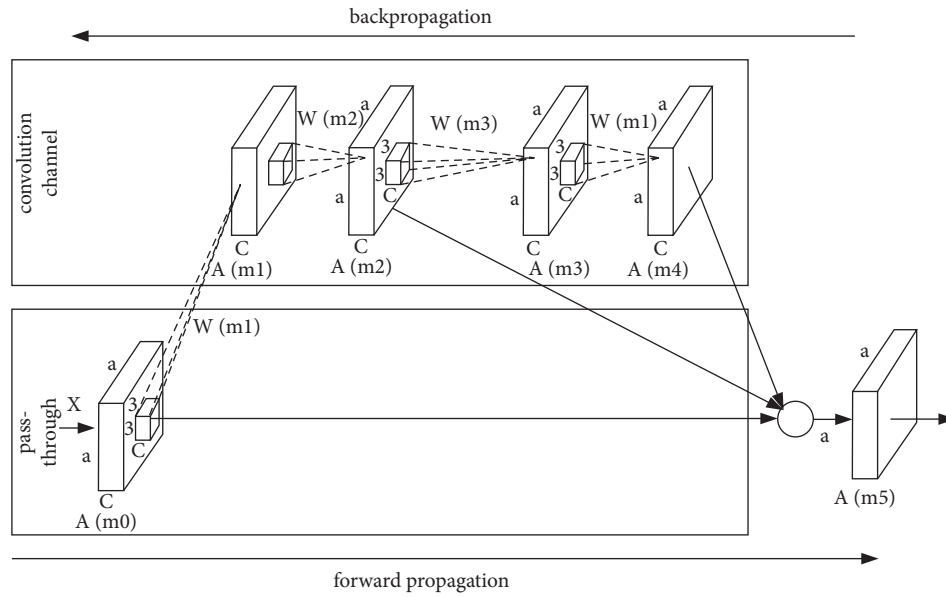 backpropagation
convolution
channel
W (m2)
a
a
C
A (m1)
3
3
C
C
A (m2)
W (m3)
a
a
3
3
C
C
A (m3)
W (m1)
a
a
C
A (m4)
W (m1)
pass-
through
X
a
a
3
3
C
C
A (m0)
a
a
A (m5)
forward propagation